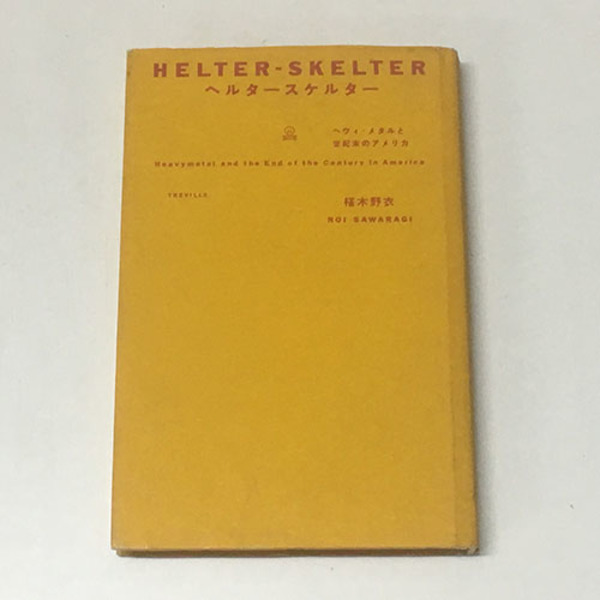 HELTER-SKELTER
ヘルタースケルター
ヘヴィ・メタルと
世紀末のアメリカ
Heavymetal and the End of the Century in America
TREVILLE
椹木野衣
NOI SAWARAGI